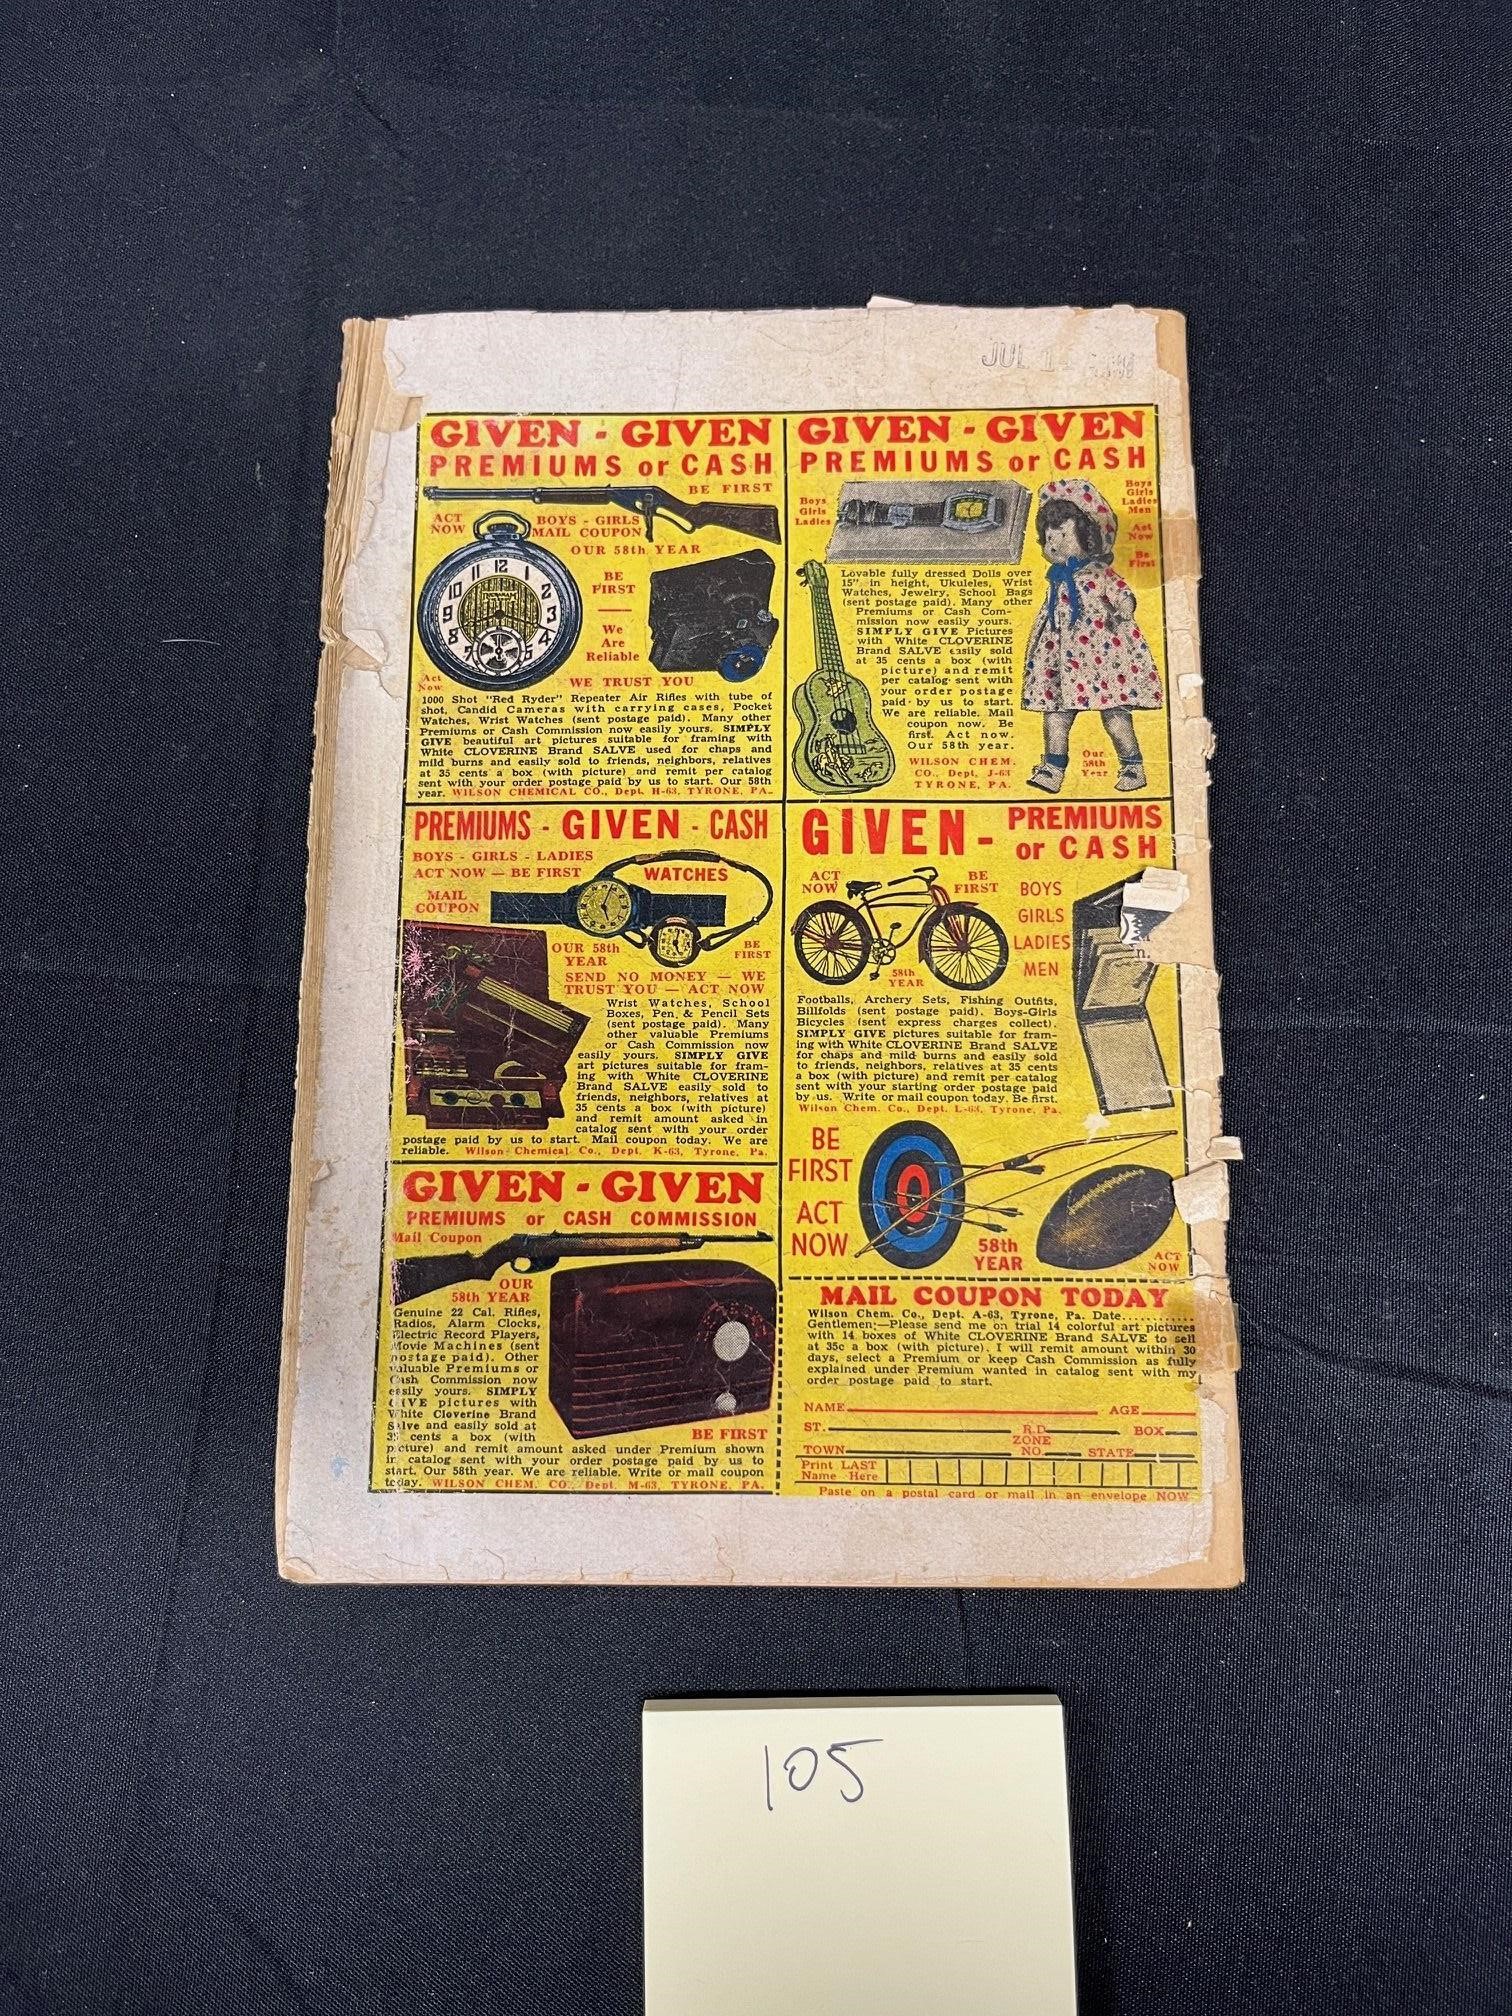 JUL 1
GIVEN - GIVEN
PREMIUMS or CASH
BE FIRST
ACT
NOW
BOYS - GIRLS
MAIL COUPON
OUR 58th YEAR
BE
FIRST
We
Are
Reliable
Act
Now
WE TRUST YOU
1000 Shot "Red Ryder" Repeater Air Rifles with tube of
shot, Candid Cameras with carrying cases, Pocket
Watches, Wrist Watches (sent postage paid). Many other
Premiums or Cash Commission now easily yours. SIMPLY
GIVE beautiful art pictures suitable for framing with
White CLOVERINE Brand SALVE used for chaps and
mild burns and easily sold to friends, neighbors, relatives
at 35 cents a box (with picture) and remit per catalog
sent with your order postage paid by us to start. Our 58th
year. WILSON CHEMICAL CO., Dept. H-63, TYRONE, PA.
GIVEN - GIVEN
PREMIUMS or CASH
Boys
Girls
Ladies
Boys
Girls
Ladies
Men
Act
Now
Be
First
Lovable fully dressed Dolls over
15" in height, Ukuleles, Wrist
Watches, Jewelry, School Bags
(sent postage paid). Many other
Premiums or Cash Com-
mission now easily yours.
SIMPLY GIVE Pictures
with White CLOVERINE
Brand SALVE easily sold
at 35 cents a box (with
picture) and remit
per catalog sent with
your order postage
paid by us to start.
We are reliable. Mail
coupon now. Be
first. Act now.
Our 58th year.
WILSON CHEM.
CO., Dept. J-63
TYRONE, PA.
Our
58th
Year
PREMIUMS - GIVEN - CASH
BOYS - GIRLS - LADIES
ACT NOW — BE FIRST
WATCHES
MAIL
COUPON
OUR 58th
YEAR
BE
FIRST
SEND NO MONEY — WE
TRUST YOU — ACT NOW
Wrist Watches, School
Boxes, Pen & Pencil Sets
(sent postage paid). Many
other valuable Premiums
or Cash Commission now
easily yours. SIMPLY GIVE
art pictures suitable for fram-
ing with White CLOVERINE
Brand SALVE easily sold to
friends, neighbors, relatives at
35 cents a box (with picture)
and remit amount asked in
catalog sent with your order
postage paid by us to start. Mail coupon today. We are
reliable. Wilson Chemical Co., Dept. K-63, Tyrone, Pa.
GIVEN - PREMIUMS
or CASH
ACT
NOW
BE
FIRST
BOYS
GIRLS
LADIES
MEN
58th
YEAR
Footballs, Archery Sets, Fishing Outfits,
Billfolds (sent postage paid). Boys-Girls
Bicycles (sent express charges collect).
SIMPLY GIVE pictures suitable for fram-
ing with White CLOVERINE Brand SALVE
for chaps and mild burns and easily sold
to friends, neighbors, relatives at 35 cents
a box (with picture) and remit per catalog
sent with your starting order postage paid
by us. Write or mail coupon today. Be first.
Wilson Chem. Co., Dept. L-63, Tyrone, Pa.
BE
FIRST
ACT
NOW
58th
YEAR
ACT
NOW
GIVEN - GIVEN
PREMIUMS or CASH COMMISSION
Mail Coupon
OUR
58th YEAR
Genuine 22 Cal. Rifles,
Radios, Alarm Clocks,
Electric Record Players,
Movie Machines (sent
postage paid). Other
valuable Premiums or
Cash Commission now
easily yours. SIMPLY
GIVE pictures with
White Cloverine Brand
Salve and easily sold at
35 cents a box (with
picture) and remit amount asked under Premium shown
in catalog sent with your order postage paid by us to
start. Our 58th year. We are reliable. Write or mail coupon
today. WILSON CHEM. CO., Dept. M-63, TYRONE, PA.
BE FIRST
MAIL COUPON TODAY
Wilson Chem. Co., Dept. A-63, Tyrone, Pa. Date............
Gentlemen:—Please send me on trial 14 colorful art pictures
with 14 boxes of White CLOVERINE Brand SALVE to sell
at 35c a box (with picture). I will remit amount within 30
days, select a Premium or keep Cash Commission as fully
explained under Premium wanted in catalog sent with my
order postage paid to start.
NAME AGE
ST. R.D. BOX
TOWN ZONE NO. STATE
Print LAST
Name Here
Paste on a postal card or mail in an envelope NOW
105